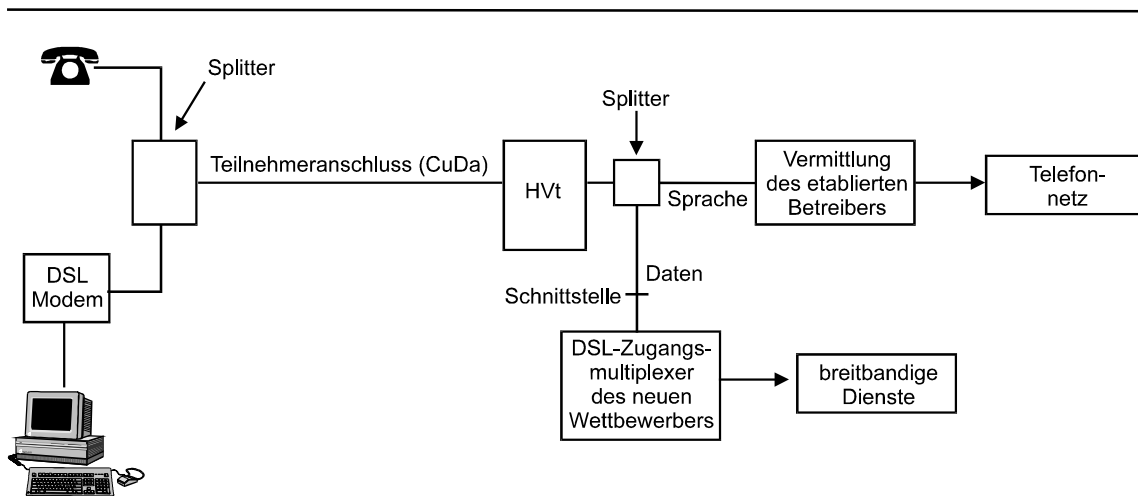 Splitter
Teilnehmeranschluss (CuDa)
DSL
Modem
HVt
Splitter
Sprache
Vermittlung
des etablierten
Betreibers
Telefon-
netz
Daten
Schnittstelle
DSL-Zugangs-
multiplexer
des neuen
Wettbewerbers
breitbandige
Dienste